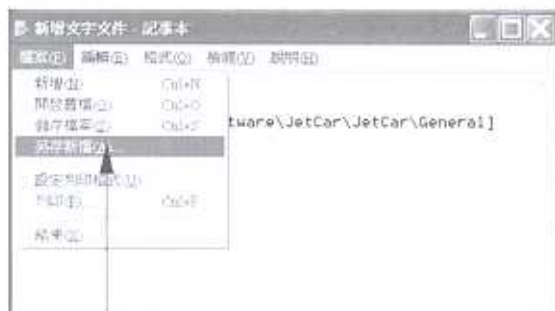 新增文字文件 - 記事本
檔案(F) 編輯(E) 格式(O) 檢視(V) 說明(H)
新增(N) Ctrl+N
開啟舊檔(O) Ctrl+O
儲存檔案(S) Ctrl+S
另存新檔(A)...
設定列印格式(U)
列印(P) Ctrl+P
結束(X)
tware\JetCar\JetCar\General]